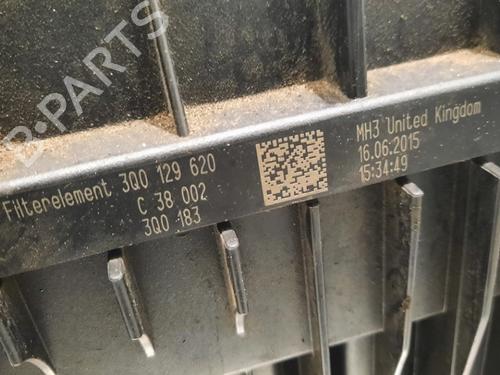 B-PARTS
Filterelement 3Q0 129 620
C 38 002
3Q0 183
MH3 United Kingdom
16.06.2015
15:34:49